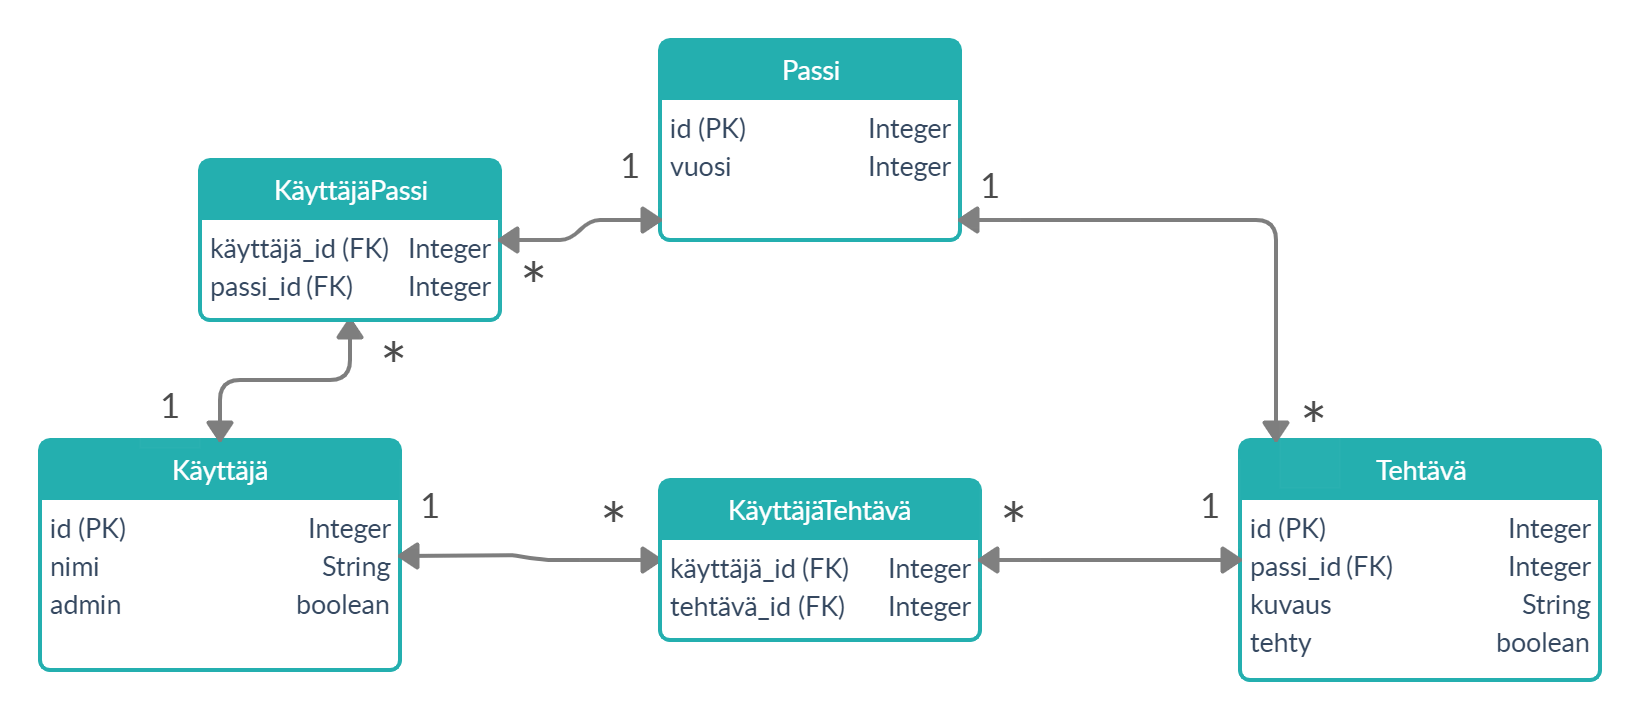 Passi
id (PK) Integer
vuosi Integer
1
1
KäyttäjäPassi
käyttäjä_id (FK) Integer
passi_id (FK) Integer
*
*
1
*
Käyttäjä
id (PK) Integer
nimi String
admin boolean
1
*
KäyttäjäTehtävä
käyttäjä_id (FK) Integer
tehtävä_id (FK) Integer
*
1
Tehtävä
id (PK) Integer
passi_id (FK) Integer
kuvaus String
tehty boolean